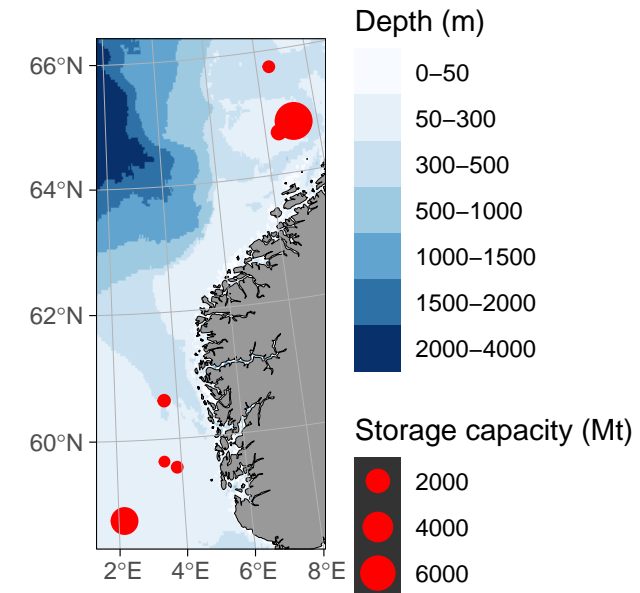 Depth (m)
0–50
50–300
300–500
500–1000
1000–1500
1500–2000
2000–4000
Storage capacity (Mt)
2000
4000
6000
66°N
64°N
62°N
60°N
2°E
4°E
6°E
8°E